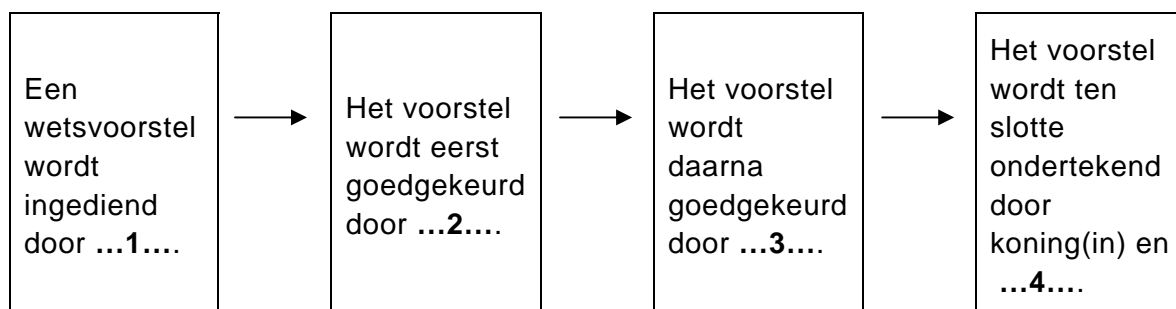 Een
wetsvoorstel
wordt
ingediend
door ...1....
Het voorstel
wordt eerst
goedgekeurd
door ...2....
Het voorstel
wordt
daarna
goedgekeurd
door ...3....
Het voorstel
wordt ten
slotte
ondertekend
door
koning(in) en
...4....